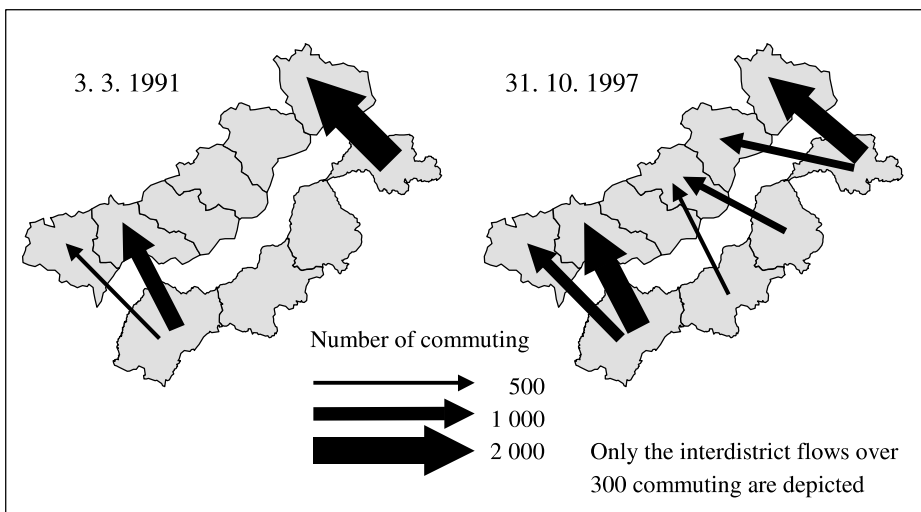 3. 3. 1991
31. 10. 1997
Number of commuting
500
1 000
2 000
Only the interdistrict flows over
300 commuting are depicted